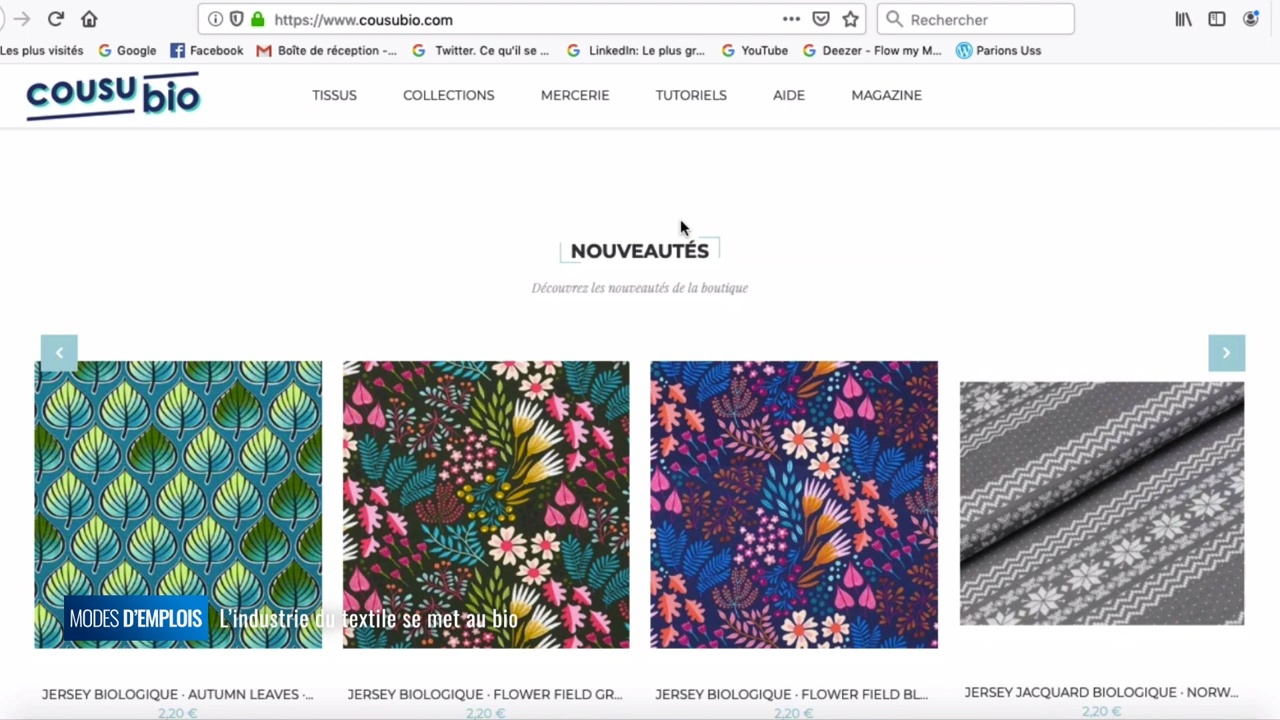 https://www.cousubio.com
Rechercher
Les plus visités
Google
Facebook
Boîte de réception -...
Twitter. Ce qu'il se ...
LinkedIn: Le plus gr...
YouTube
Deezer - Flow my M...
Parions Uss
cousu bio
TISSUS
COLLECTIONS
MERCERIE
TUTORIELS
AIDE
MAGAZINE
NOUVEAUTÉS
Découvrez les nouveautés de la boutique
MODES D'EMPLOIS L'industrie du textile se met au bio
JERSEY BIOLOGIQUE · AUTUMN LEAVES ·...
2,20 €
JERSEY BIOLOGIQUE · FLOWER FIELD GR...
2,20 €
JERSEY BIOLOGIQUE · FLOWER FIELD BL...
2,20 €
JERSEY JACQUARD BIOLOGIQUE · NORW...
2,20 €